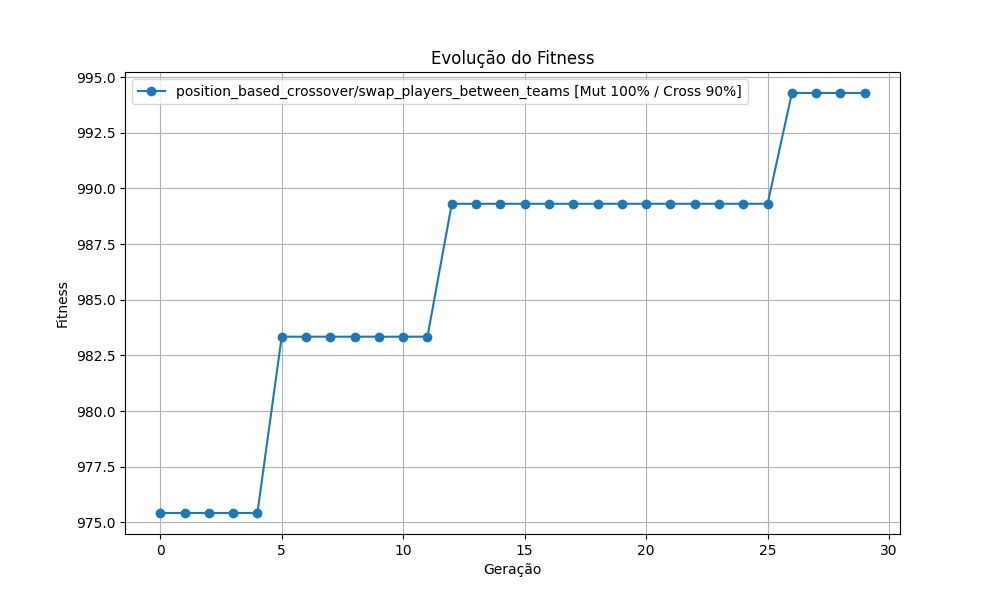 Evolução do Fitness
position_based_crossover/swap_players_between_teams [Mut 100% / Cross 90%]
Fitness
995.0
992.5
990.0
987.5
985.0
982.5
980.0
977.5
975.0
0 5 10 15 20 25 30
Geração